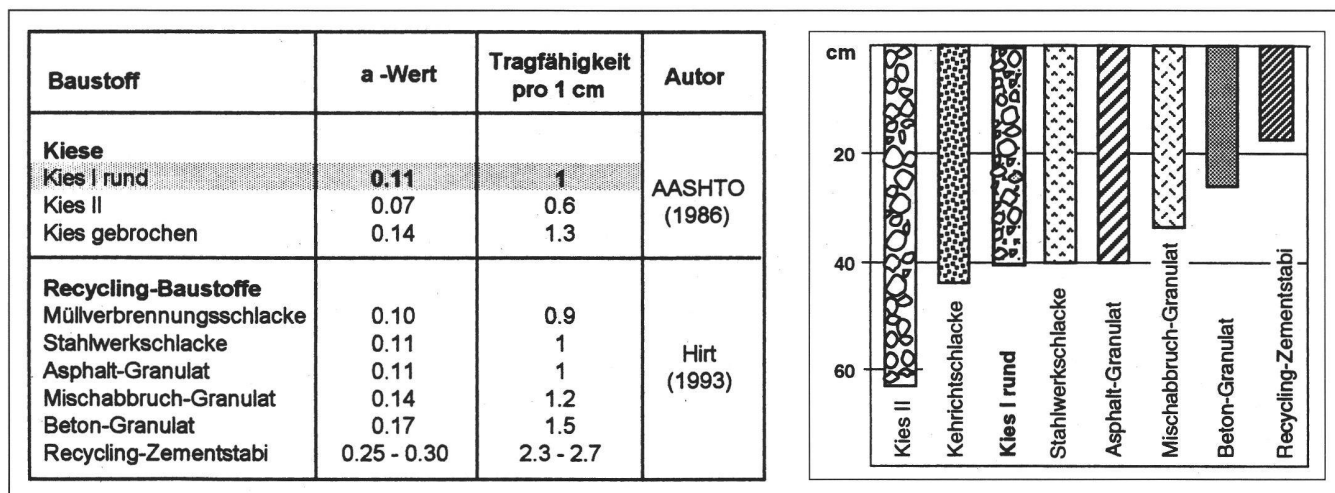 Baustoff a -Wert Tragfähigkeit pro 1 cm Autor
Kiese
Kies I rund 0.11 1
Kies II 0.07 0.6
Kies gebrochen 0.14 1.3
AASHTO
(1986)
Recycling-Baustoffe
Müllverbrennungsschlacke 0.10 0.9
Stahlwerkschlacke 0.11 1
Asphalt-Granulat 0.11 1
Mischabbruch-Granulat 0.14 1.2
Beton-Granulat 0.17 1.5
Recycling-Zementstabi 0.25 - 0.30 2.3 - 2.7
Hirt
(1993)
cm
20
40
60
Kies II
Kehrichtschlacke
Kies I rund
Stahlwerkschlacke
Asphalt-Granulat
Mischabbruch-Granulat
Beton-Granulat
Recycling-Zementstabi